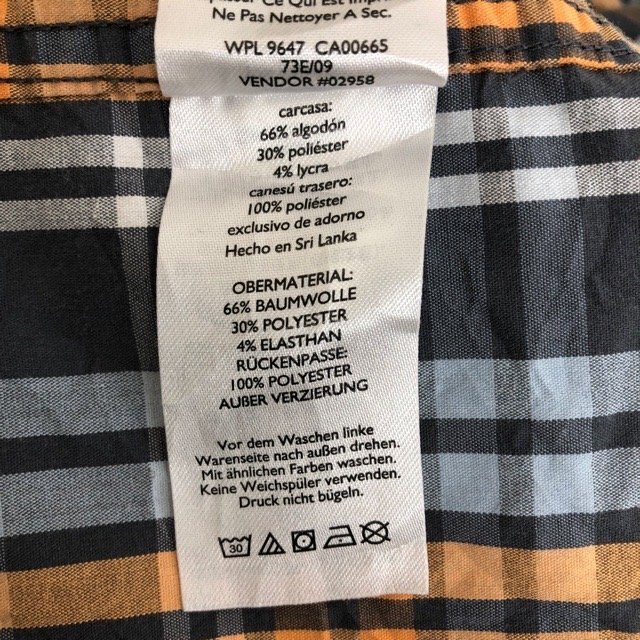 Ce Qui Est
Ne Pas Nettoyer A Sec.
WPL 9647 CA00665
73E/09
VENDOR #02958
carcasa:
66% algodón
30% poliéster
4% lycra
canesú trasero:
100% poliéster
exclusivo de adorno
Hecho en Sri Lanka
OBERMATERIAL:
66% BAUMWOLLE
30% POLYESTER
4% ELASTHAN
RÜCKENPASSE:
100% POLYESTER
AUßER VERZIERUNG
Vor dem Waschen linke
Warenseite nach außen drehen.
Mit ähnlichen Farben waschen.
Keine Weichspüler verwenden.
Druck nicht bügeln.
30